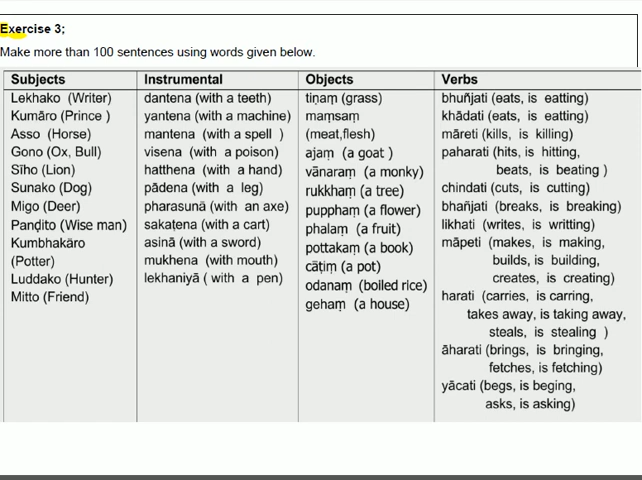 Exercise 3;
Make more than 100 sentences using words given below.
Subjects
Lekhako (Writer)
Kumāro (Prince )
Asso (Horse)
Gono (Ox, Bull)
Sīho (Lion)
Sunako (Dog)
Migo (Deer)
Paṇḍito (Wise man)
Kumbhakāro
(Potter)
Luddako (Hunter)
Mitto (Friend)
Instrumental
dantena (with a teeth)
yantena (with a machine)
mantena (with a spell )
visena (with a poison)
hatthena (with a hand)
pādena (with a leg)
pharasunā (with an axe)
sakaṭena (with a cart)
asinā (with a sword)
mukhena (with mouth)
lekhaniyā ( with a pen)
Objects
tiṇaṃ (grass)
maṃsaṃ
(meat,flesh)
ajaṃ (a goat )
vānaraṃ (a monky)
rukkhaṃ (a tree)
pupphaṃ (a flower)
phalaṃ (a fruit)
pottakaṃ (a book)
cāṭiṃ (a pot)
odanaṃ (boiled rice)
gehaṃ (a house)
Verbs
bhuñjati (eats, is eatting)
khādati (eats, is eatting)
māreti (kills, is killing)
paharati (hits, is hitting,
beats, is beating )
chindati (cuts, is cutting)
bhañjati (breaks, is breaking)
likhati (writes, is writting)
māpeti (makes, is making,
builds, is building,
creates, is creating)
harati (carries, is carring,
takes away, is taking away,
steals, is stealing )
āharati (brings, is bringing,
fetches, is fetching)
yācati (begs, is beging,
asks, is asking)